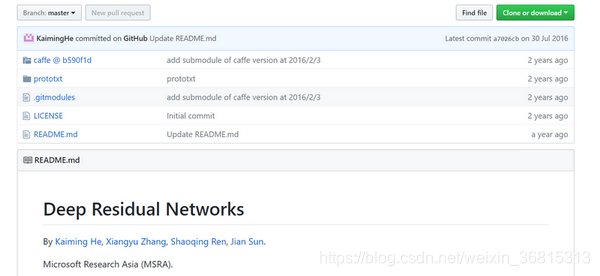 Branch: master New pull request Find file Clone or download
KaimingHe committed on GitHub Update README.md Latest commit a7026cb on 30 Jul 2016
caffe @ b590f1d add submodule of caffe version at 2016/2/3 2 years ago
prototxt prototxt 2 years ago
.gitmodules add submodule of caffe version at 2016/2/3 2 years ago
LICENSE Initial commit 2 years ago
README.md Update README.md a year ago
README.md
Deep Residual Networks
By Kaiming He, Xiangyu Zhang, Shaoqing Ren, Jian Sun.
Microsoft Research Asia (MSRA).
https://blog.csdn.net/weixin_36815313